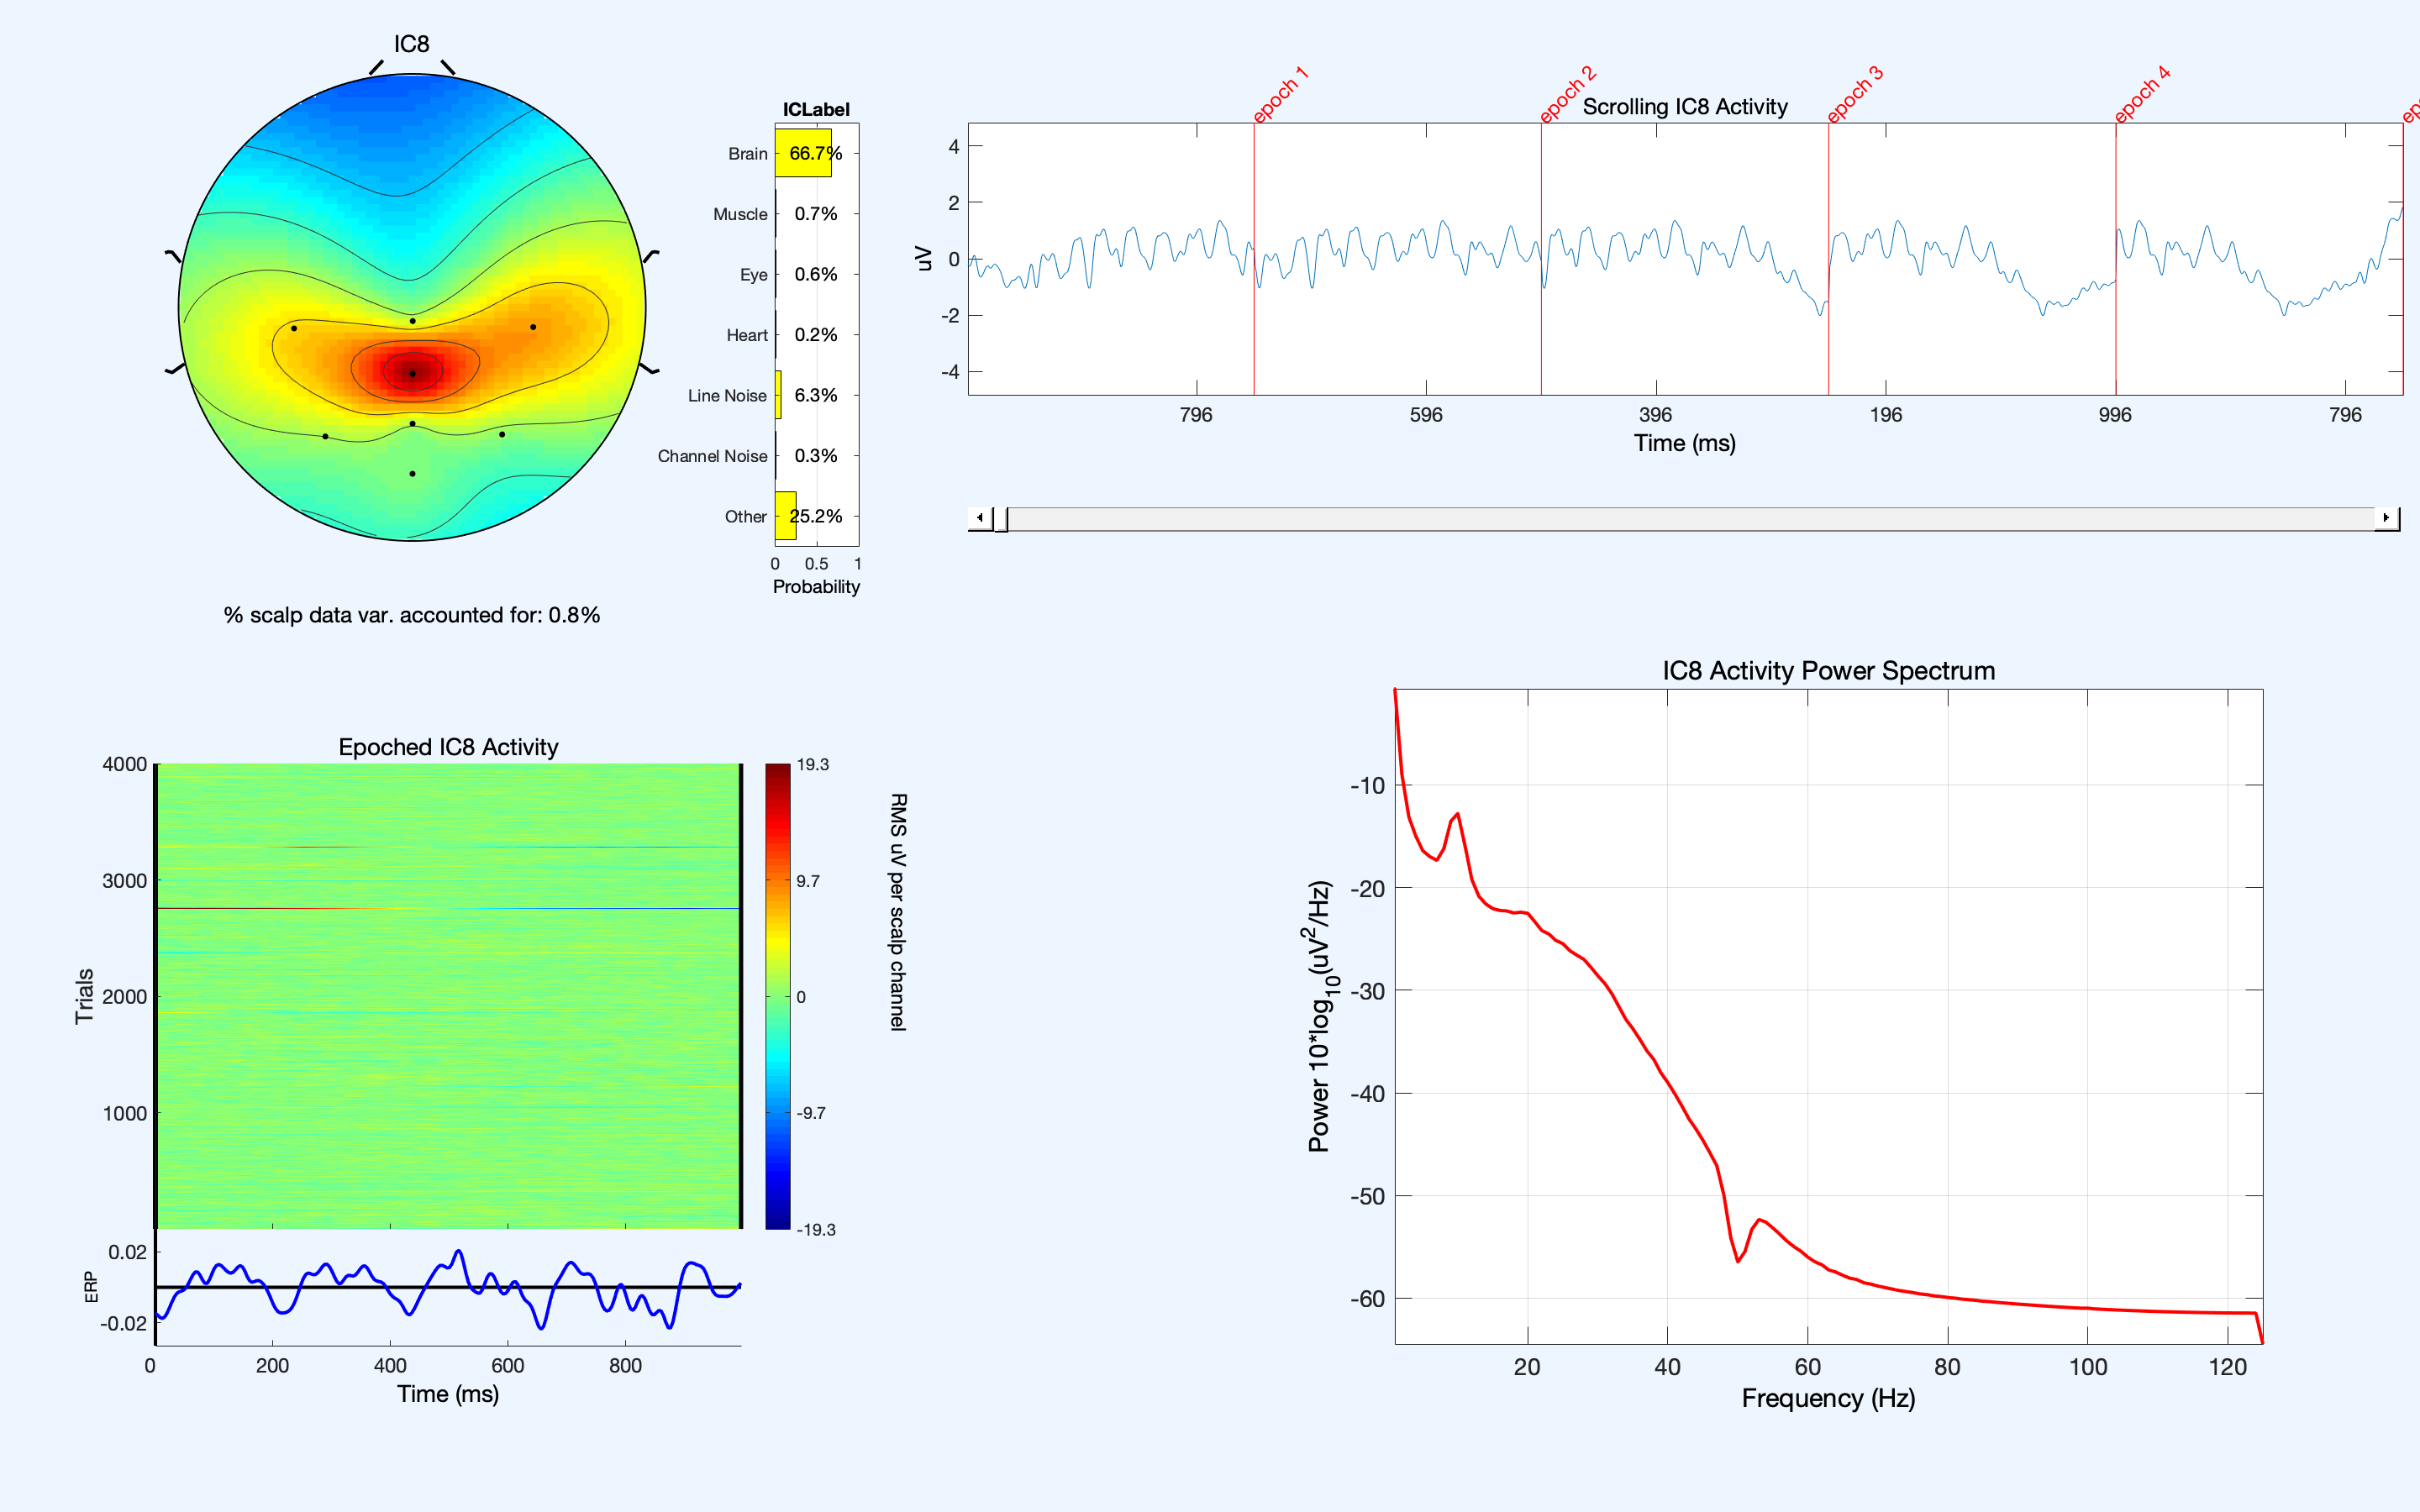 IC8
ICLabel
Brain 66.7%
Muscle 0.7%
Eye 0.6%
Heart 0.2%
Line Noise 6.3%
Channel Noise 0.3%
Other 25.2%
0 0.5 1
Probability
% scalp data var. accounted for: 0.8%
epoch 1
epoch 2
epoch 3
epoch 4
Scrolling IC8 Activity
uV
4
2
0
-2
-4
796 596 396 196 996 796
Time (ms)
Epoched IC8 Activity
Trials
4000
3000
2000
1000
19.3
9.7
0
-9.7
-19.3
RMS uV per scalp channel
ERP
0.02
-0.02
0 200 400 600 800
Time (ms)
IC8 Activity Power Spectrum
Power 10*log10(uV2/Hz)
-10
-20
-30
-40
-50
-60
20 40 60 80 100 120
Frequency (Hz)